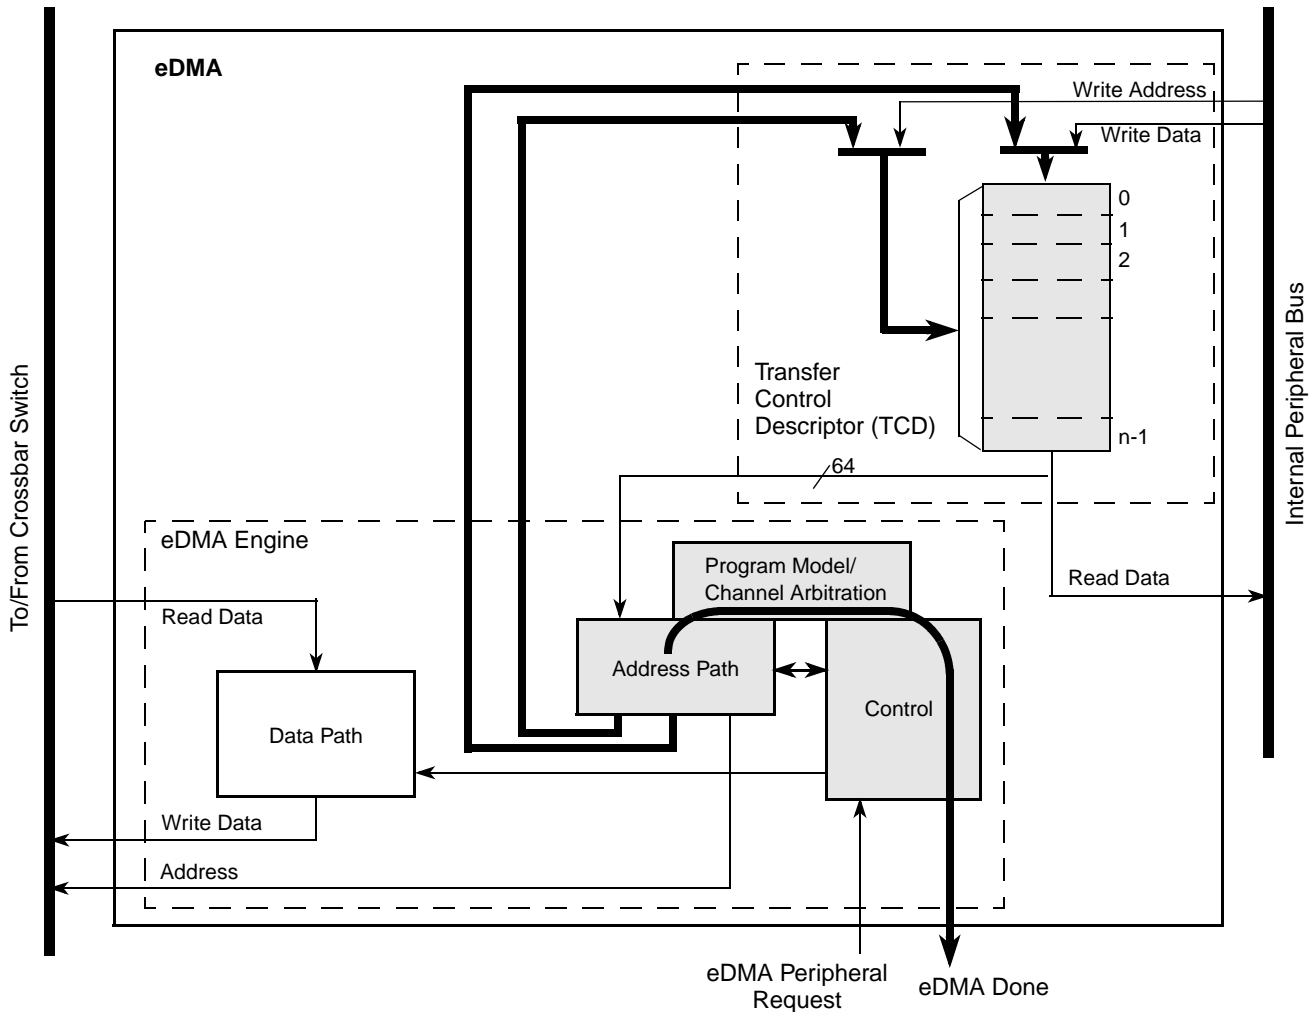 eDMA
Write Address
Write Data
0
1
2
n-1
Transfer
Control
Descriptor (TCD)
64
To/From Crossbar Switch
Internal Peripheral Bus
eDMA Engine
Program Model/
Channel Arbitration
Read Data
Read Data
Address Path
Control
Data Path
Write Data
Address
eDMA Peripheral
Request
eDMA Done